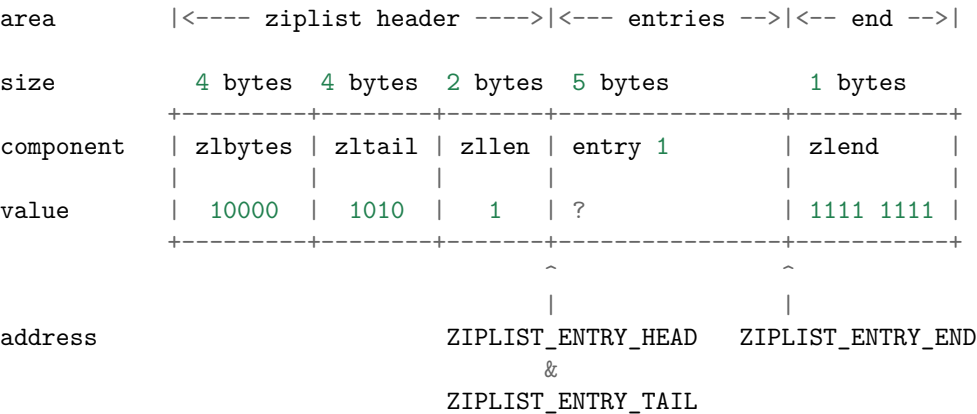 area         |<---- ziplist header ---->|<--- entries -->|<-- end -->|
size           4 bytes  4 bytes  2 bytes  5 bytes          1 bytes
             +---------+--------+-------+----------------+-----------+
component    | zlbytes | zltail | zllen | entry 1        | zlend     |
             |         |        |       |                |           |
value        |  10000  |  1010  |   1   | ?              | 1111 1111 |
             +---------+--------+-------+----------------+-----------+
                                        ^                ^
                                        |                |
address                          ZIPLIST_ENTRY_HEAD   ZIPLIST_ENTRY_END
                                        &
                                 ZIPLIST_ENTRY_TAIL